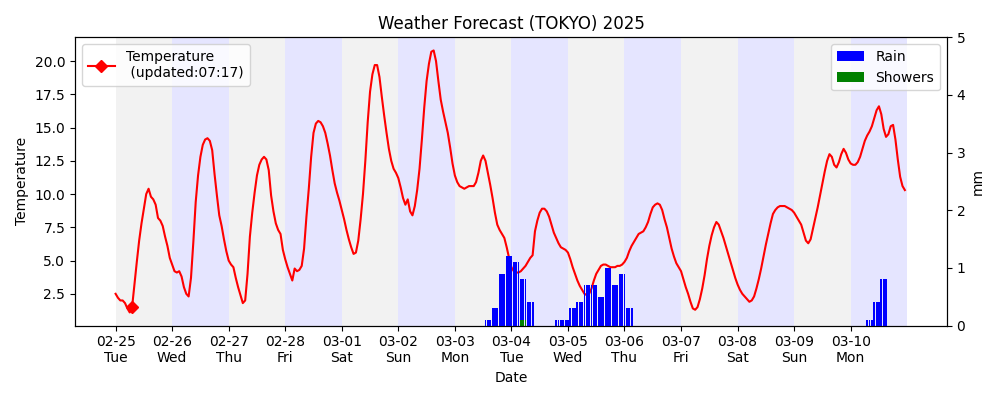 Weather Forecast (TOKYO) 2025
Temperature
(updated:07:17)
Rain
Showers
Temperature
20.0
17.5
15.0
12.5
10.0
7.5
5.0
2.5
5
4
3
2
1
0
mm
02-25 02-26 02-27 02-28 03-01 03-02 03-03 03-04 03-05 03-06 03-07 03-08 03-09 03-10
Tue Wed Thu Fri Sat Sun Mon Tue Wed Thu Fri Sat Sun Mon
Date